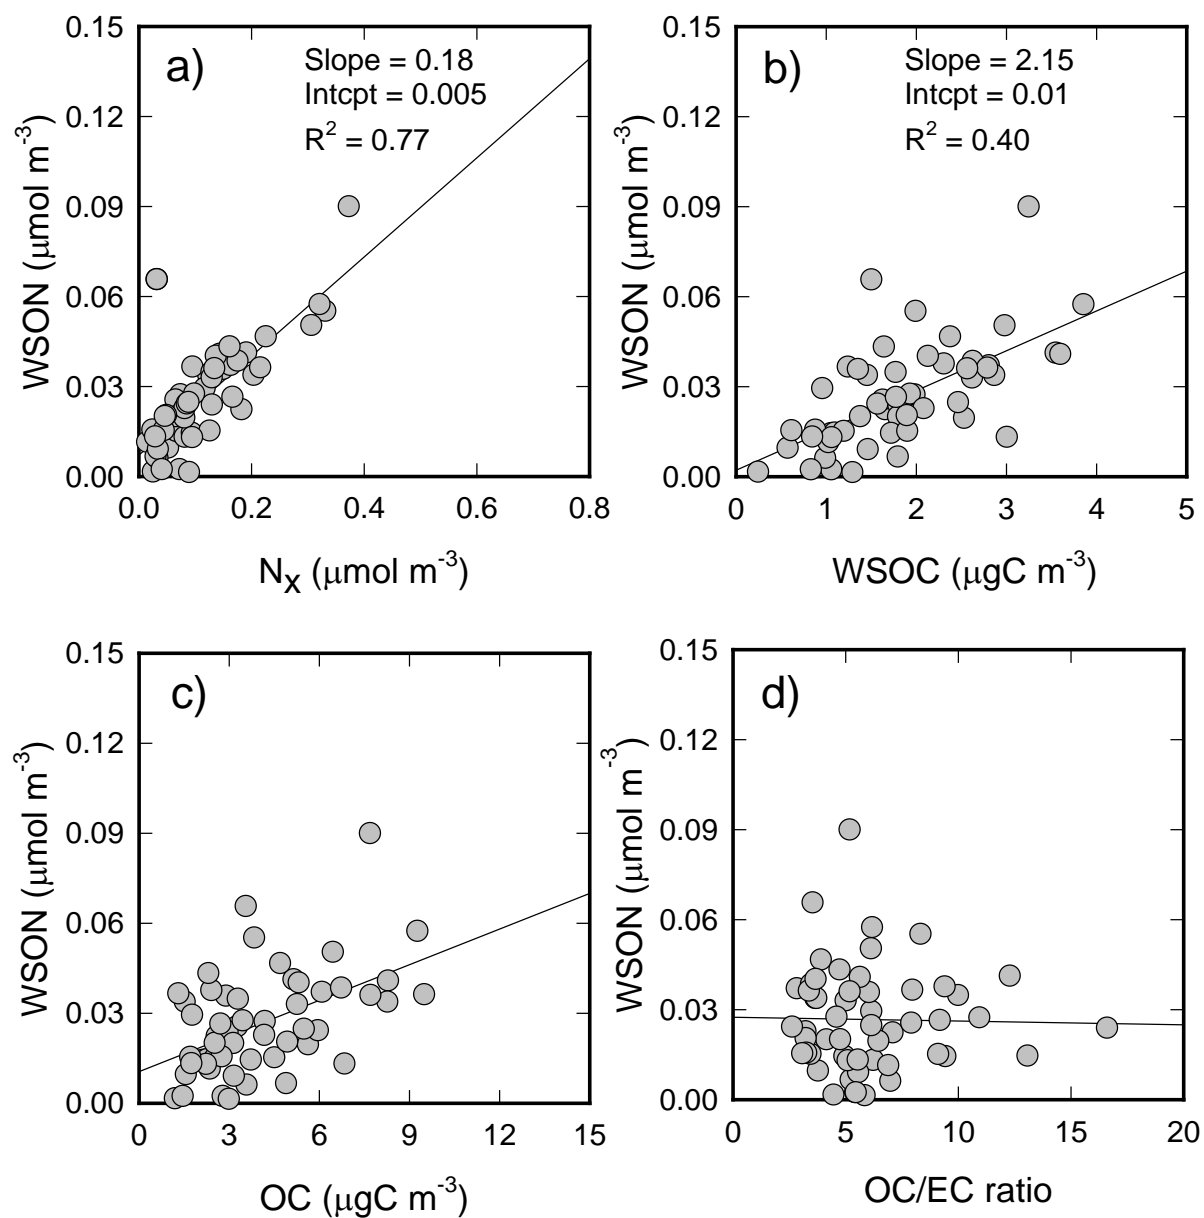 a)
Slope = 0.18
Intcpt = 0.005
R² = 0.77
0.15
0.12
0.09
0.06
0.03
0.00
WSON (μmol m⁻³)
0.0 0.2 0.4 0.6 0.8
Nₓ (μmol m⁻³)
b)
Slope = 2.15
Intcpt = 0.01
R² = 0.40
0.15
0.12
0.09
0.06
0.03
0.00
WSON (μmol m⁻³)
0 1 2 3 4 5
WSOC (μgC m⁻³)
c)
0.15
0.12
0.09
0.06
0.03
0.00
WSON (μmol m⁻³)
0 3 6 9 12 15
OC (μgC m⁻³)
d)
0.15
0.12
0.09
0.06
0.03
0.00
WSON (μmol m⁻³)
0 5 10 15 20
OC/EC ratio